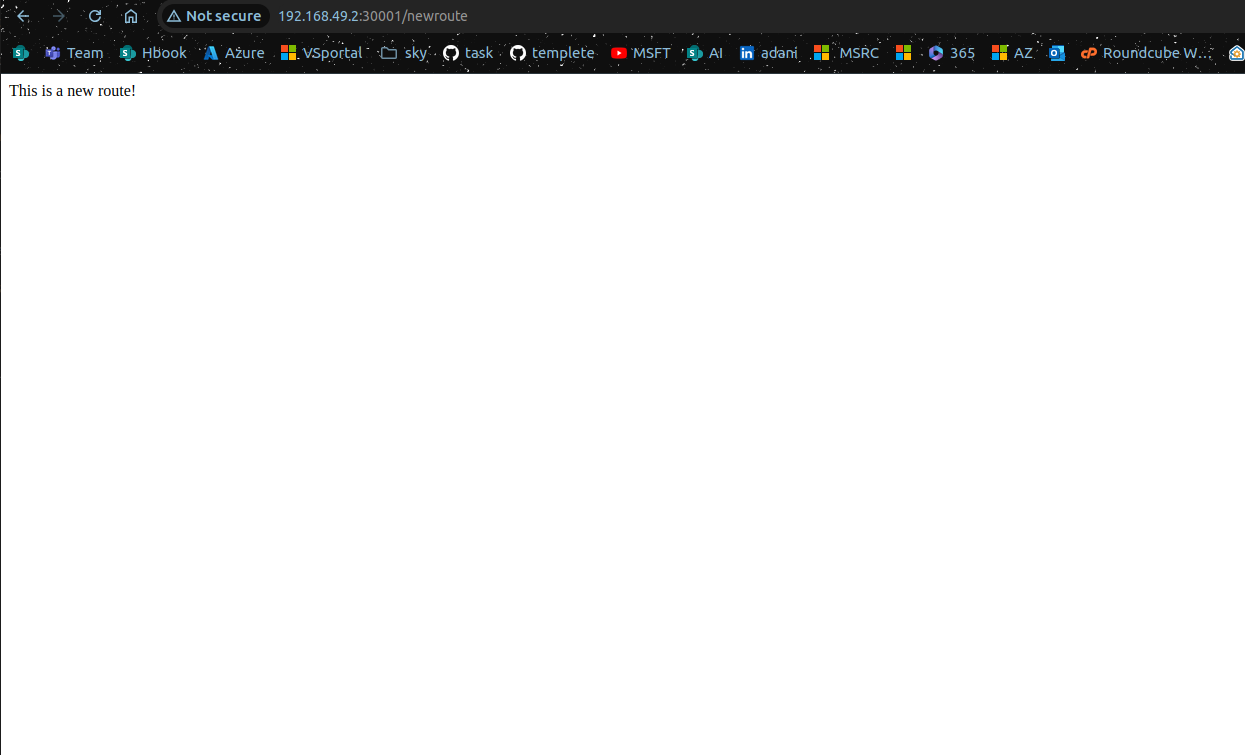 Not secure 192.168.49.2:30001/newroute
Team Hbook Azure VSportal sky task templete MSFT AI adani MSRC 365 AZ Roundcube W...
This is a new route!